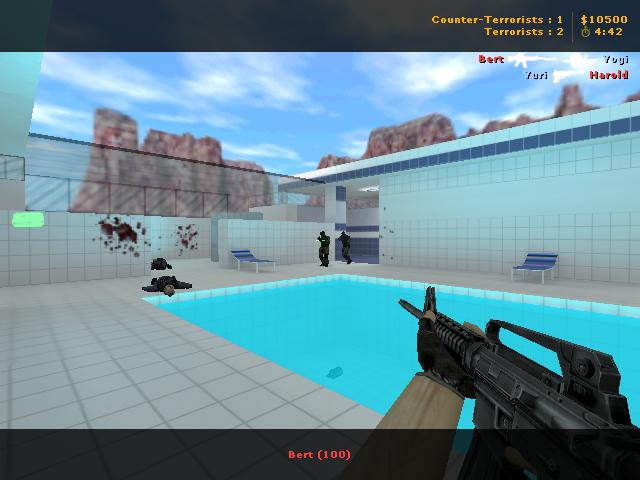 Counter-Terrorists : 1 $10500
Terrorists : 2 4:42
Bert Yogi
Yuri Harold
Bert (100)